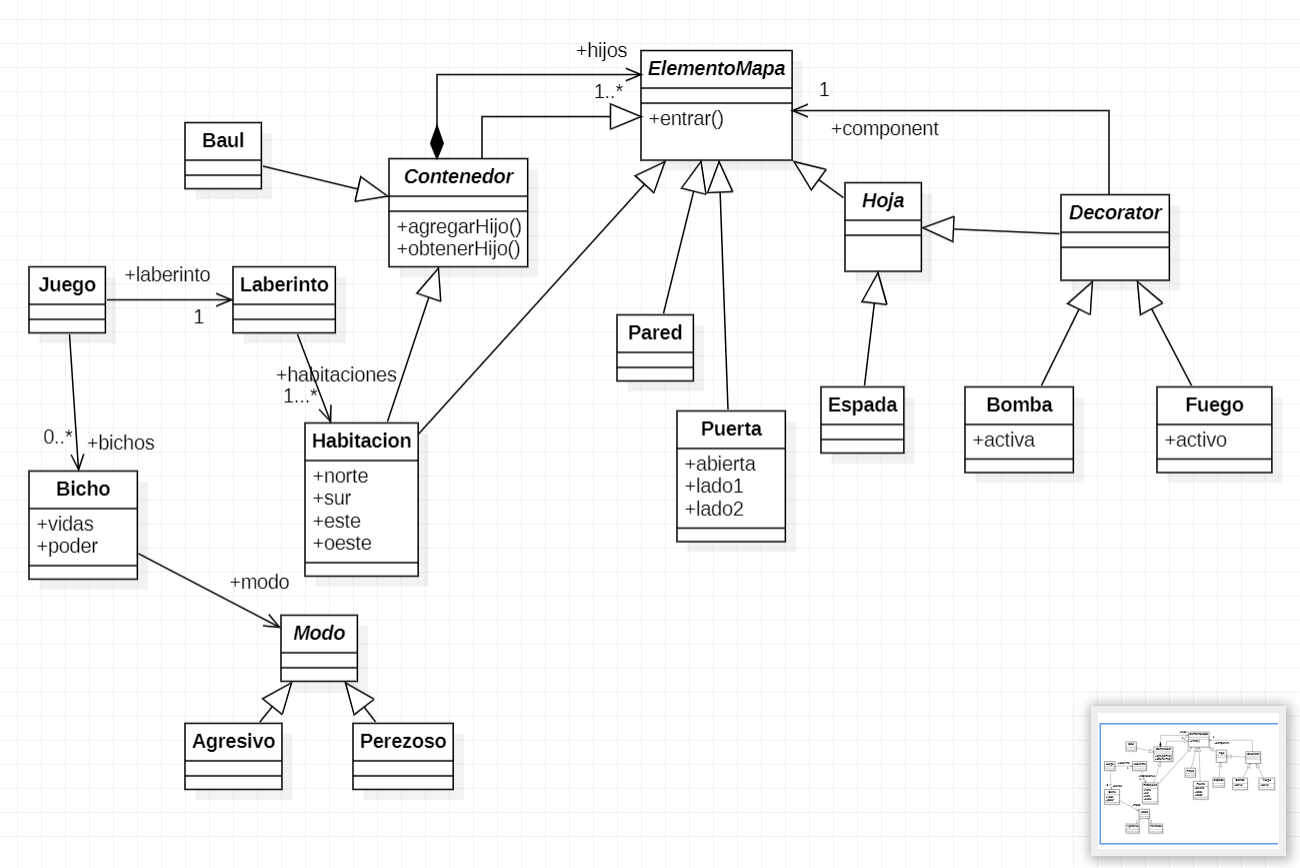 +hijos
ElementoMapa
1..*
+entrar()
1
+component
Baul
Contenedor
+agregarHijo()
+obtenerHijo()
Hoja
Decorator
Juego
+laberinto
1
Laberinto
+habitaciones
1...*
Pared
Habitacion
+norte
+sur
+este
+oeste
Puerta
+abierta
+lado1
+lado2
Espada
Bomba
+activa
Fuego
+activo
0..*
+bichos
Bicho
+vidas
+poder
+modo
Modo
Agresivo
Perezoso